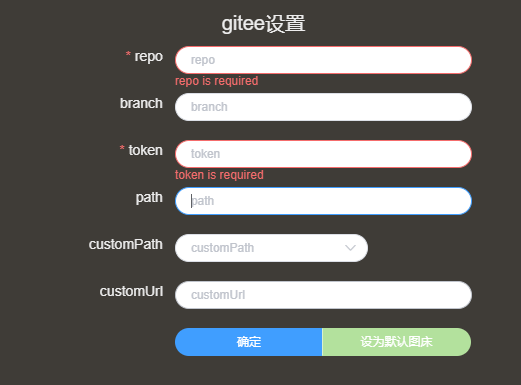 gitee设置
* repo repo
repo is required
branch branch
* token token
token is required
path path
customPath customPath
customUrl customUrl
确定 设为默认图床